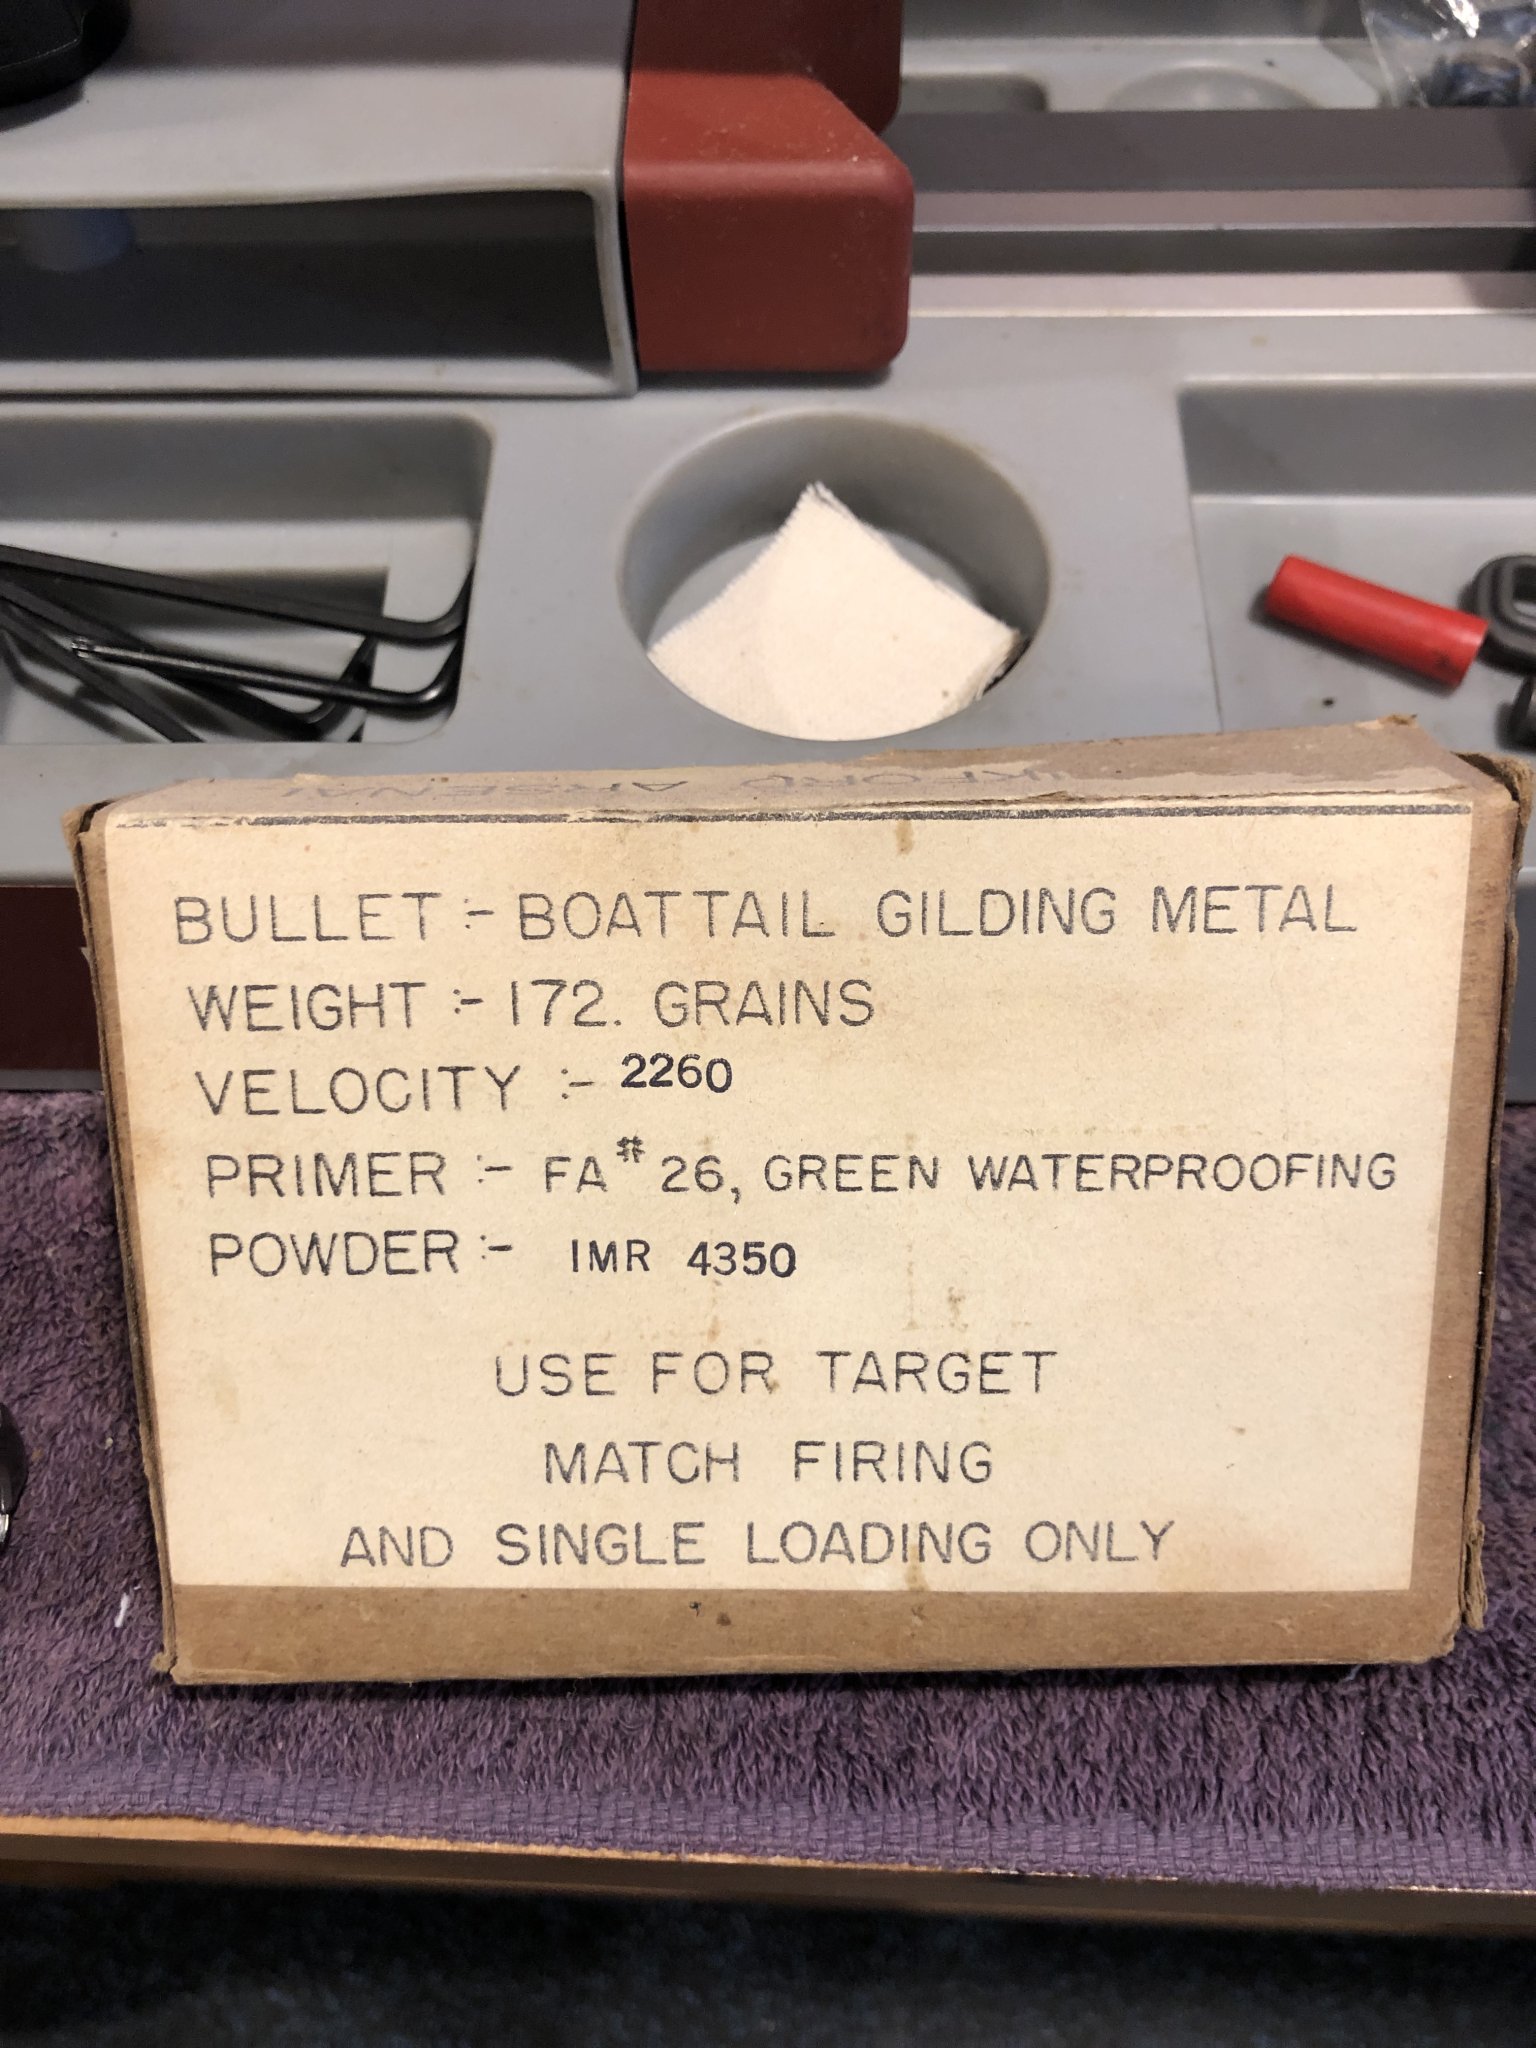 ARSENAL
BULLET :- BOATTAIL GILDING METAL
WEIGHT :- 172. GRAINS
VELOCITY :- 2260
PRIMER :- FA # 26, GREEN WATERPROOFING
POWDER :- IMR 4350
USE FOR TARGET
MATCH FIRING
AND SINGLE LOADING ONLY